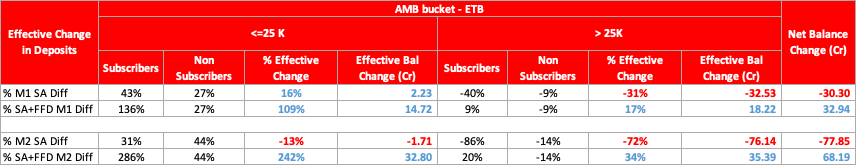 AMB bucket - ETB
Effective Change in Deposits <=25 K > 25K Net Balance Change (Cr)
Subscribers Non Subscribers % Effective Change Effective Bal Change (Cr) Subscribers Non Subscribers % Effective Change Effective Bal Change (Cr)
% M1 SA Diff 43% 27% 16% 2.23 -40% -9% -31% -32.53 -30.30
% SA+FFD M1 Diff 136% 27% 109% 14.72 9% -9% 17% 18.22 32.94
% M2 SA Diff 31% 44% -13% -1.71 -86% -14% -72% -76.14 -77.85
% SA+FFD M2 Diff 286% 44% 242% 32.80 20% -14% 34% 35.39 68.19